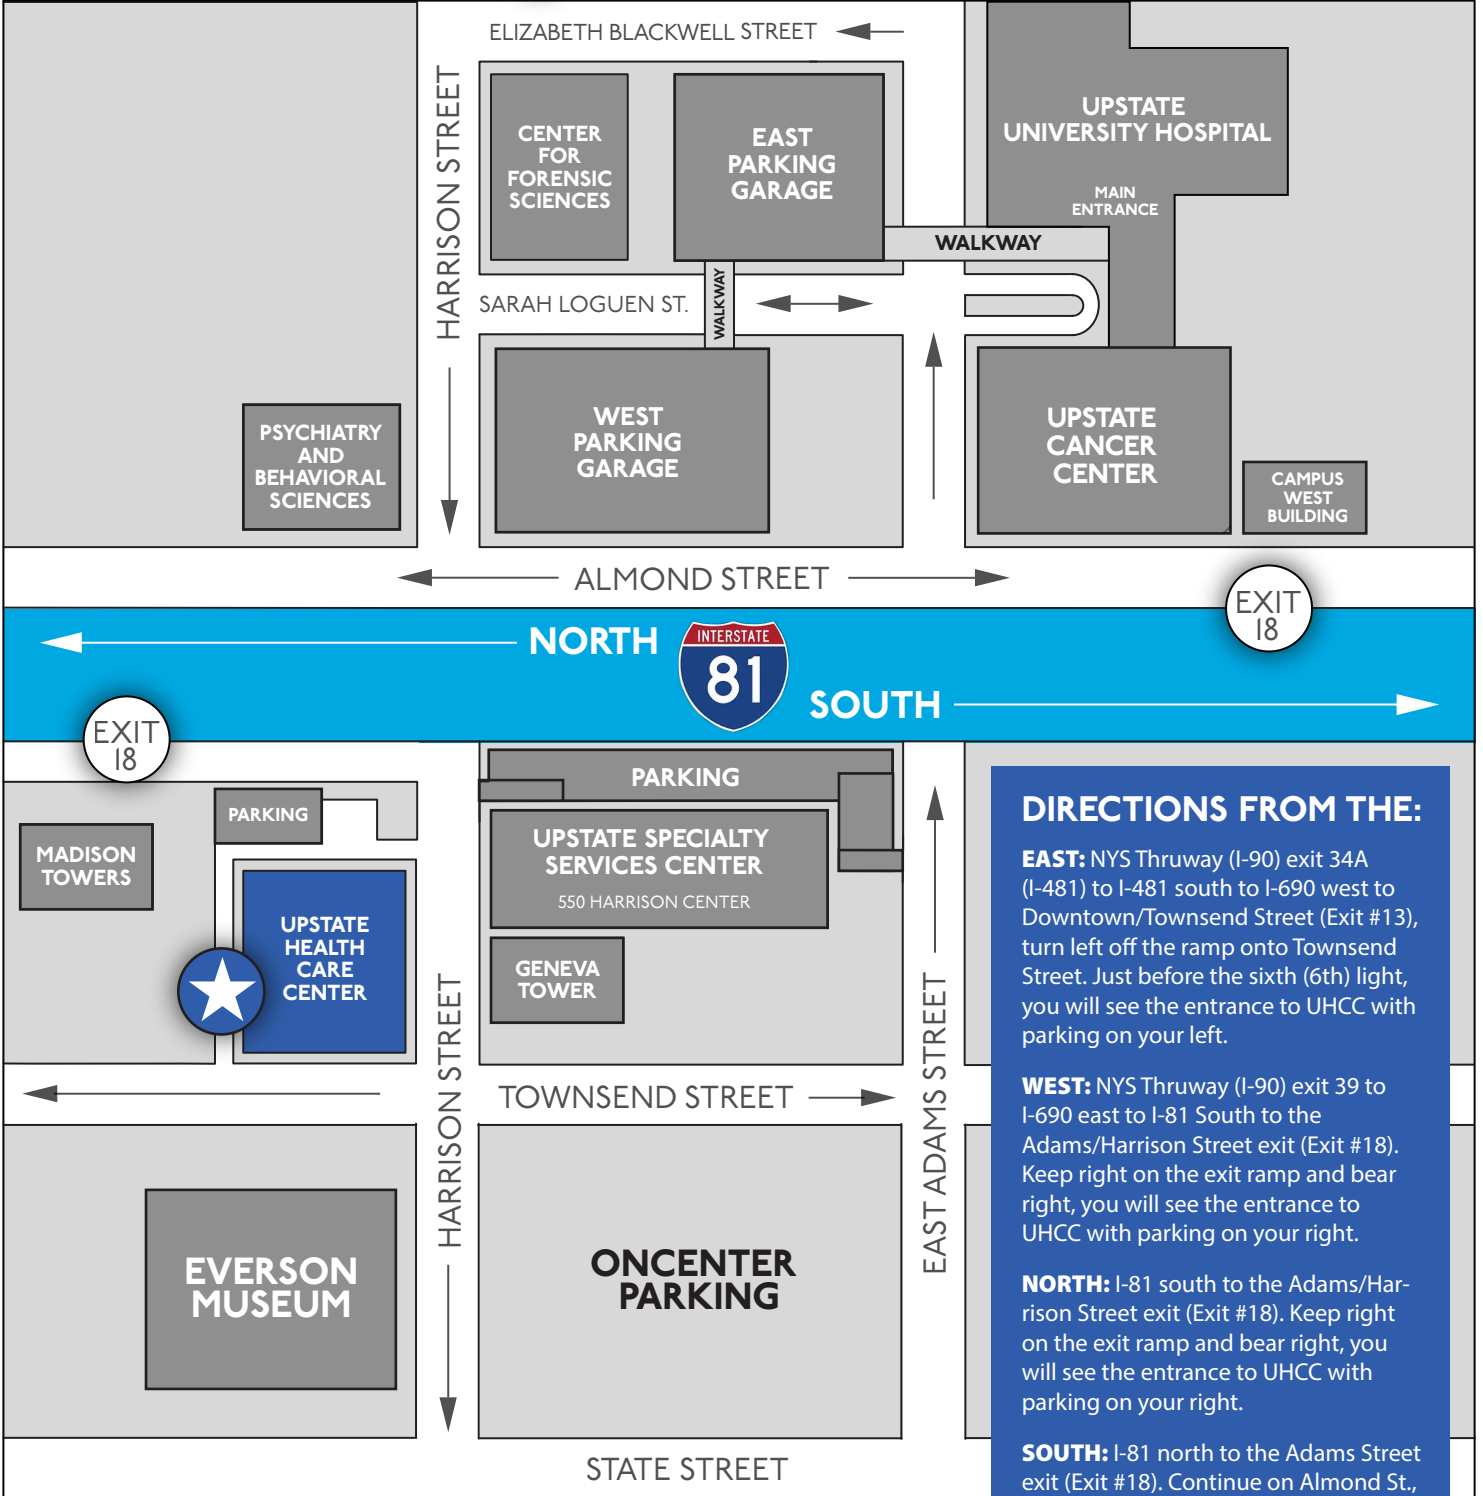 ELIZABETH BLACKWELL STREET
HARRISON STREET
CENTER
FOR
FORENSIC
SCIENCES
EAST
PARKING
GARAGE
UPSTATE
UNIVERSITY HOSPITAL
MAIN
ENTRANCE
WALKWAY
WALKWAY
SARAH LOGUEN ST.
PSYCHIATRY
AND
BEHAVIORAL
SCIENCES
WEST
PARKING
GARAGE
UPSTATE
CANCER
CENTER
CAMPUS
WEST
BUILDING
ALMOND STREET
EXIT
18
NORTH
INTERSTATE
81
SOUTH
EXIT
18
PARKING
MADISON
TOWERS
UPSTATE
HEALTH
CARE
CENTER
PARKING
UPSTATE SPECIALTY
SERVICES CENTER
550 HARRISON CENTER
GENEVA
TOWER
HARRISON STREET
EAST ADAMS STREET
TOWNSEND STREET
EVERSON
MUSEUM
ONCENTER
PARKING
STATE STREET
DIRECTIONS FROM THE:
EAST: NYS Thruway (I-90) exit 34A
(I-481) to I-481 south to I-690 west to
Downtown/Townsend Street (Exit #13),
turn left off the ramp onto Townsend
Street. Just before the sixth (6th) light,
you will see the entrance to UHCC with
parking on your left.
WEST: NYS Thruway (I-90) exit 39 to
I-690 east to I-81 South to the
Adams/Harrison Street exit (Exit #18).
Keep right on the exit ramp and bear
right, you will see the entrance to
UHCC with parking on your right.
NORTH: I-81 south to the Adams/Har-
rison Street exit (Exit #18). Keep right
on the exit ramp and bear right, you
will see the entrance to UHCC with
parking on your right.
SOUTH: I-81 north to the Adams Street
exit (Exit #18). Continue on Almond St.,